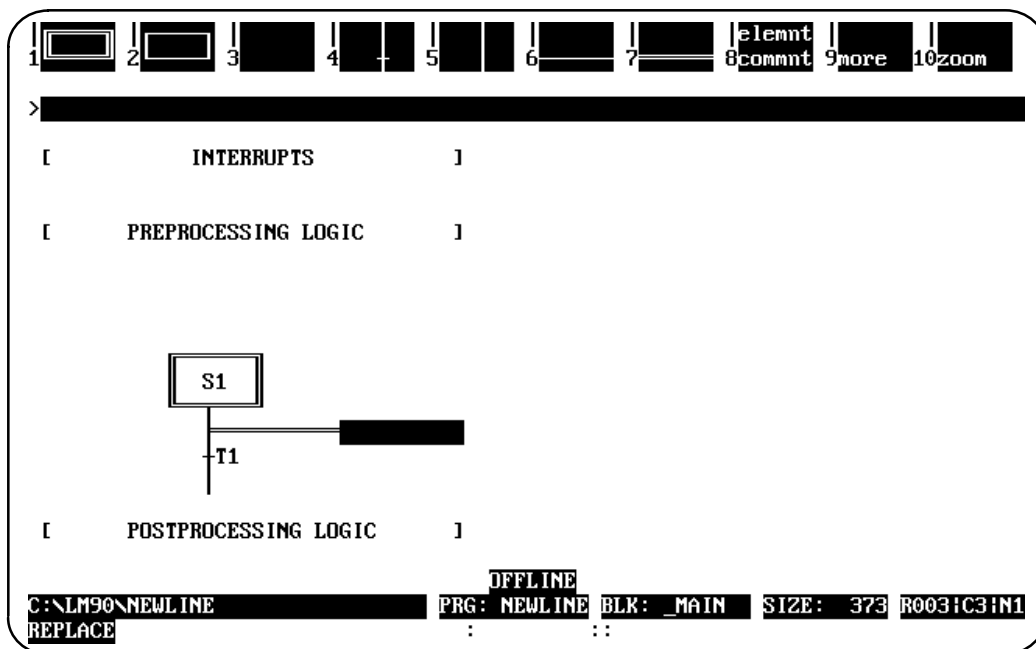 elemnt
1 2 3 4 5 6 7 8commnt 9more 10zoom
>
[ INTERRUPTS ]
[ PREPROCESSING LOGIC ]
S1
T1
[ POSTPROCESSING LOGIC ]
OFFLINE
C:\LM90\NEWLINE PRG: NEWLINE BLK: _MAIN SIZE: 373 R003¦C3¦N1
REPLACE : ::